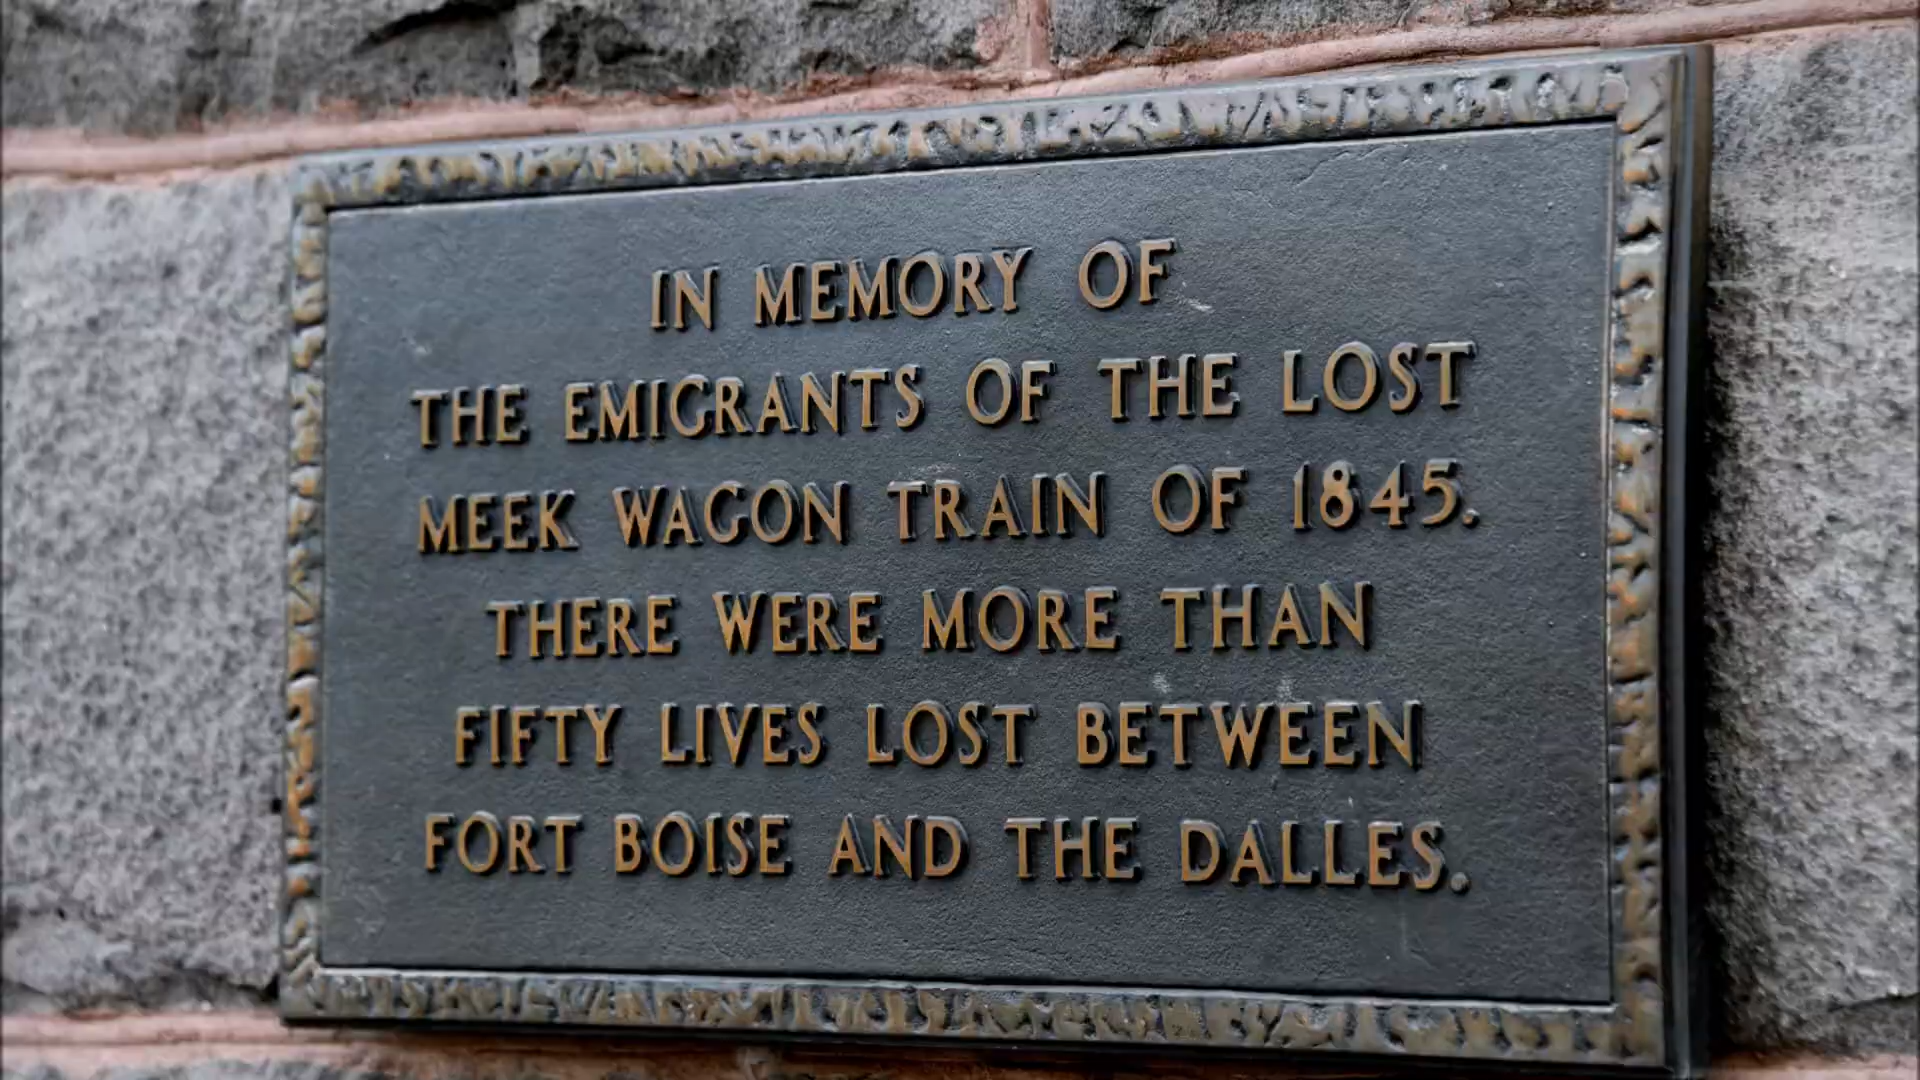 IN MEMORY OF
THE EMIGRANTS OF THE LOST
MEEK WAGON TRAIN OF 1845.
THERE WERE MORE THAN
FIFTY LIVES LOST BETWEEN
FORT BOISE AND THE DALLES.